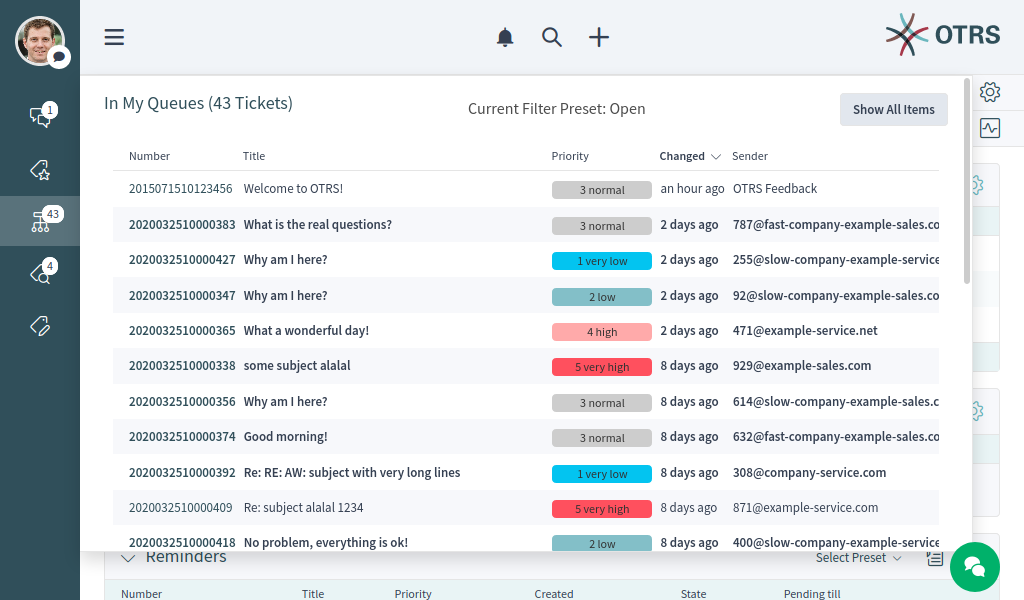 OTRS
1
43
4
In My Queues (43 Tickets)
Current Filter Preset: Open
Show All Items
Number Title Priority Changed Sender
2015071510123456 Welcome to OTRS! 3 normal an hour ago OTRS Feedback
2020032510000383 What is the real questions? 3 normal 2 days ago 787@fast-company-example-sales.co
2020032510000427 Why am I here? 1 very low 2 days ago 255@slow-company-example-service
2020032510000347 Why am I here? 2 low 2 days ago 92@slow-company-example-sales.co
2020032510000365 What a wonderful day! 4 high 2 days ago 471@example-service.net
2020032510000338 some subject alalal 5 very high 8 days ago 929@example-sales.com
2020032510000356 Why am I here? 3 normal 8 days ago 614@slow-company-example-sales.c
2020032510000374 Good morning! 3 normal 8 days ago 632@fast-company-example-sales.co
2020032510000392 Re: RE: AW: subject with very long lines 1 very low 8 days ago 308@company-service.com
2020032510000409 Re: subject alalal 1234 5 very high 8 days ago 871@example-service.com
2020032510000418 No problem, everything is ok! 2 low 8 days ago 400@slow-company-example-service
Reminders Select Preset
Number Title Priority Created State Pending till